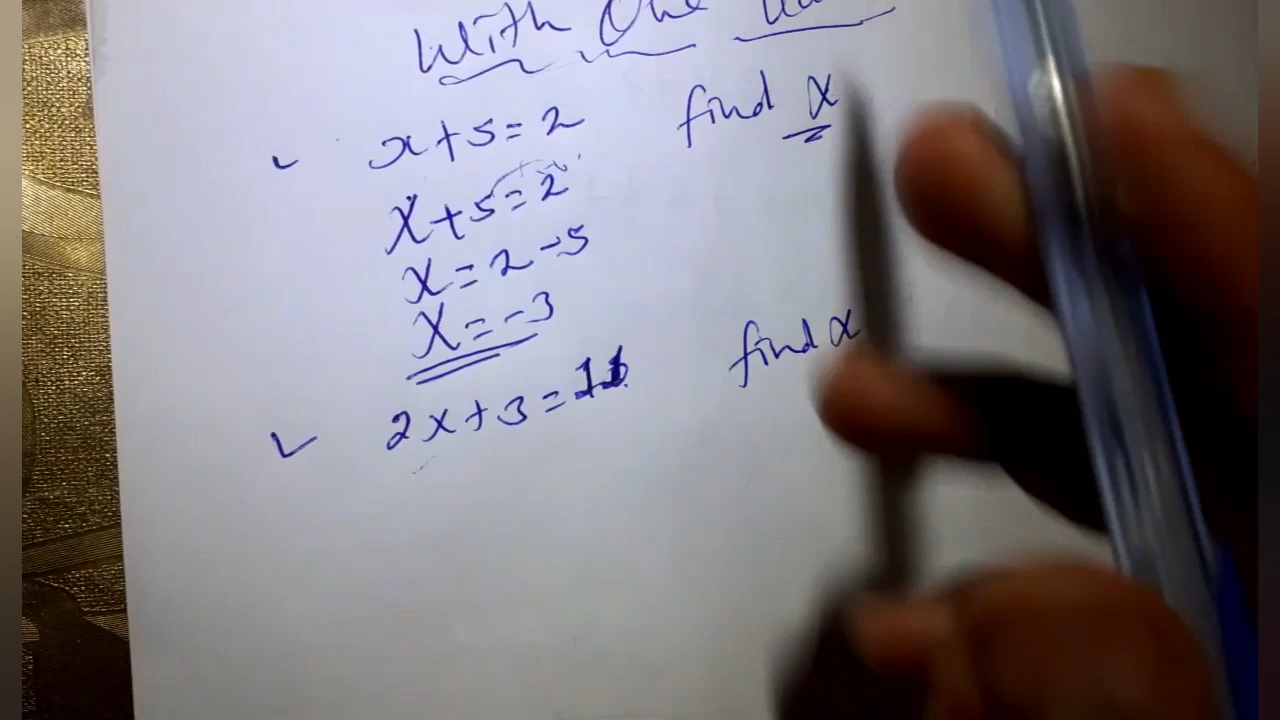 With One
x+5=2 find x
x+5=2
x=2-5
x=-3
2x+3=11 find x